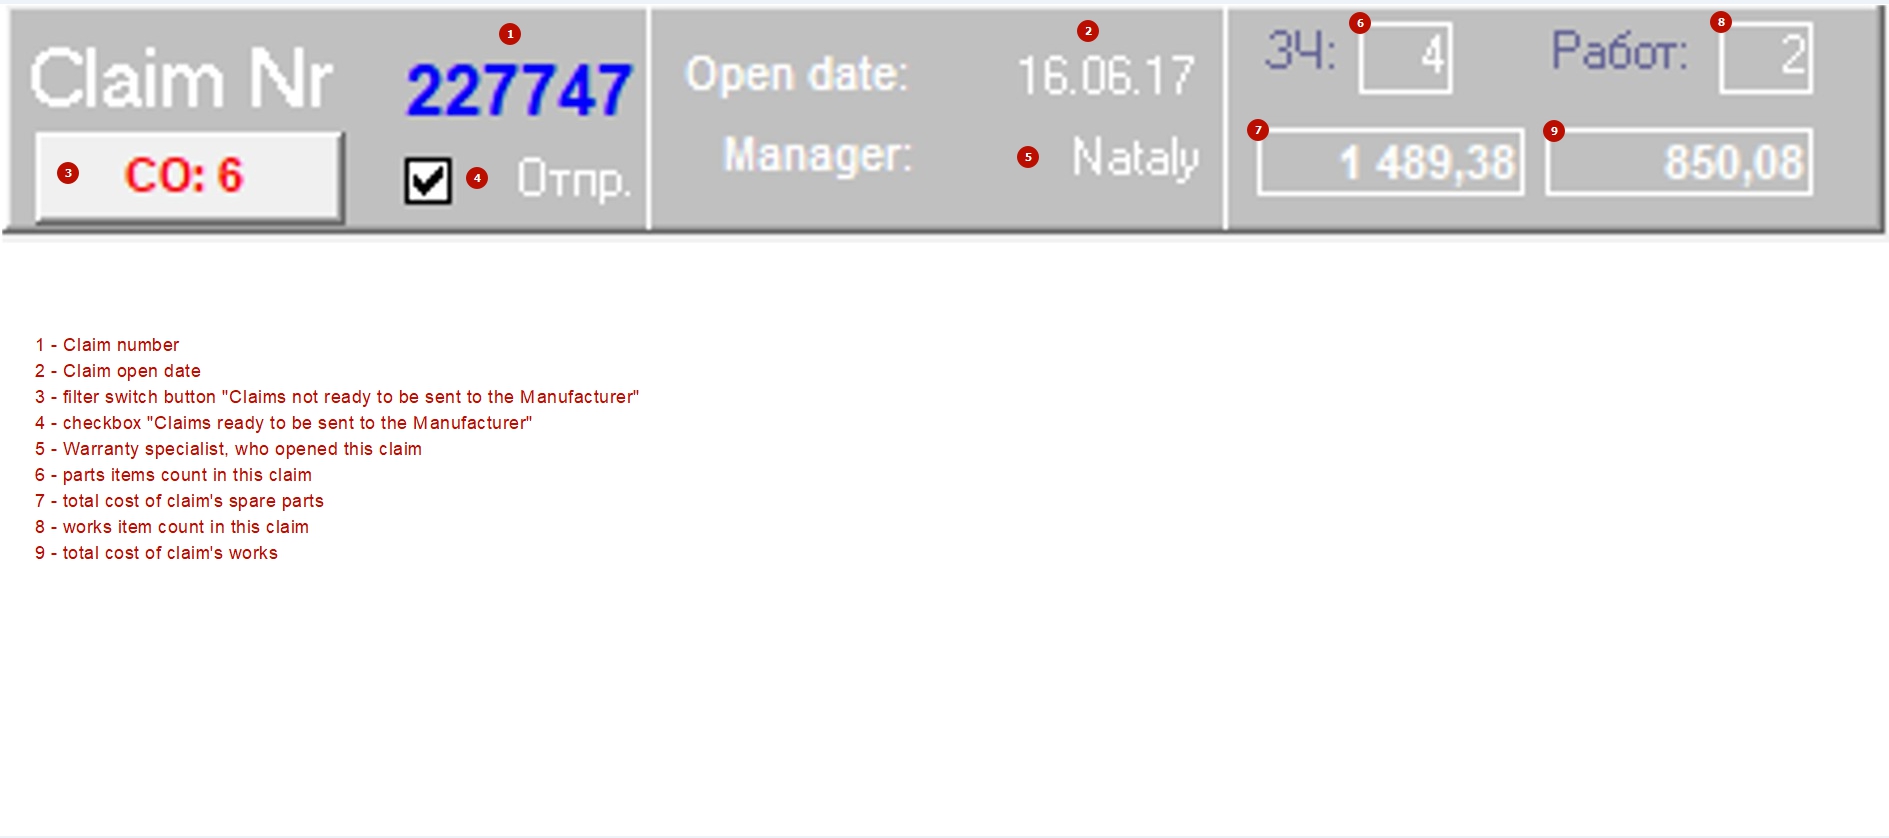 Claim Nr 1 227747
3 CO: 6 4 Отпр.
Open date: 2 16.06.17
Manager: 5 Nataly
ЗЧ: 6 4 Работ: 8 2
7 1 489,38 9 850,08
1 - Claim number
2 - Claim open date
3 - filter switch button "Claims not ready to be sent to the Manufacturer"
4 - checkbox "Claims ready to be sent to the Manufacturer"
5 - Warranty specialist, who opened this claim
6 - parts items count in this claim
7 - total cost of claim's spare parts
8 - works item count in this claim
9 - total cost of claim's works